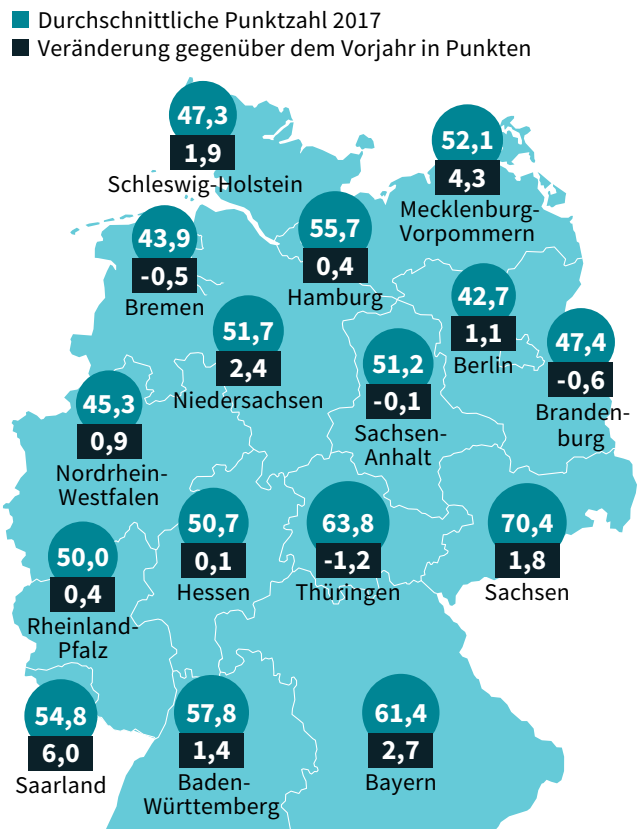 Durchschnittliche Punktzahl 2017
Veränderung gegenüber dem Vorjahr in Punkten
47,3
1,9
Schleswig-Holstein
52,1
4,3
Mecklenburg-
Vorpommern
43,9
-0,5
Bremen
55,7
0,4
Hamburg
42,7
1,1
Berlin
51,7
2,4
Niedersachsen
51,2
-0,1
Sachsen-
Anhalt
47,4
-0,6
Branden-
burg
45,3
0,9
Nordrhein-
Westfalen
50,7
0,1
Hessen
63,8
-1,2
Thüringen
70,4
1,8
Sachsen
50,0
0,4
Rheinland-
Pfalz
54,8
6,0
Saarland
57,8
1,4
Baden-
Württemberg
61,4
2,7
Bayern